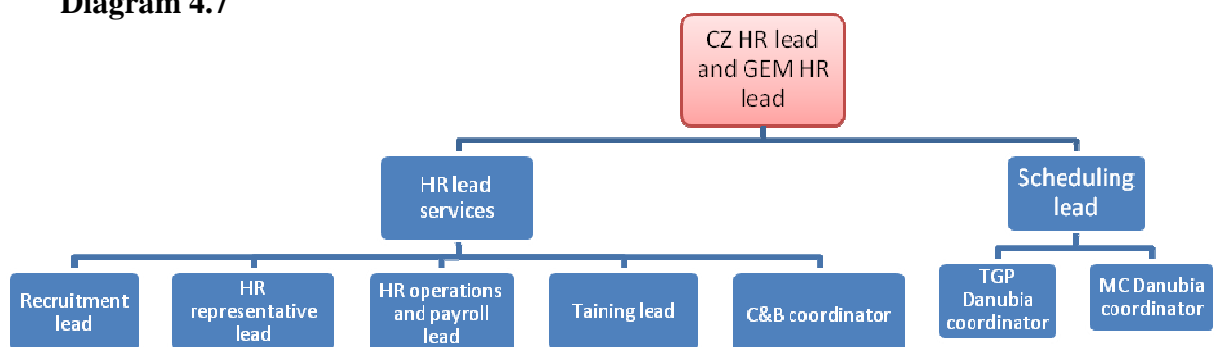 Diagram 4.7
CZ HR lead
and GEM HR
lead
HR lead
services
Scheduling
lead
Recruitment
lead
HR
representative
lead
HR operations
and payroll
lead
Taining lead
C&B coordinator
TGP
Danubia
coordinator
MC Danubia
coordinator